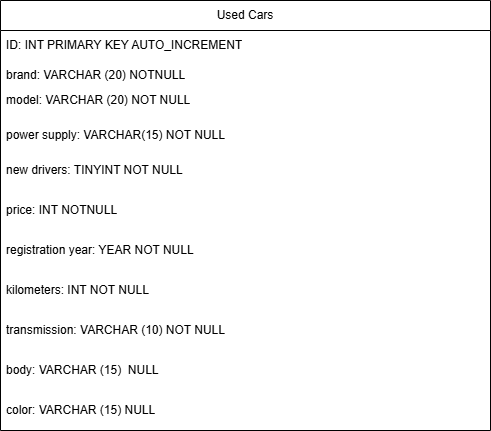 Used Cars
ID: INT PRIMARY KEY AUTO_INCREMENT
brand: VARCHAR (20) NOTNULL
model: VARCHAR (20) NOT NULL
power supply: VARCHAR(15) NOT NULL
new drivers: TINYINT NOT NULL
price: INT NOTNULL
registration year: YEAR NOT NULL
kilometers: INT NOT NULL
transmission: VARCHAR (10) NOT NULL
body: VARCHAR (15)  NULL
color: VARCHAR (15) NULL